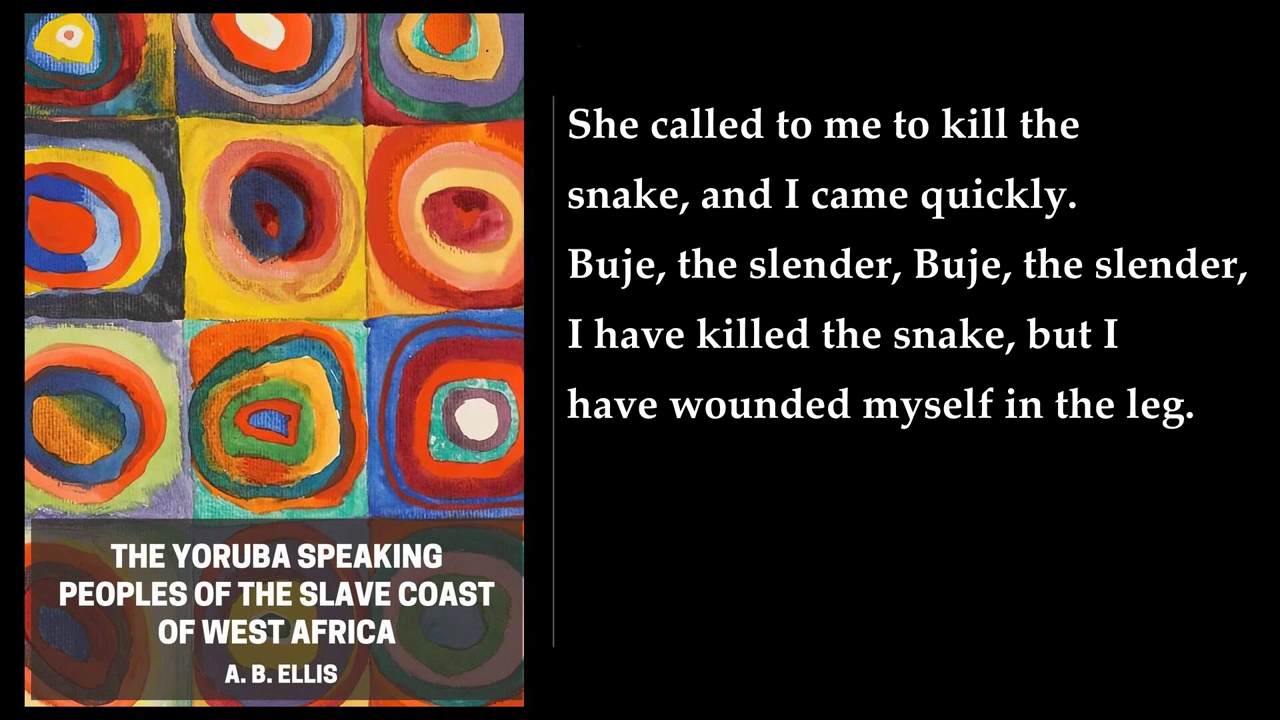 She called to me to kill the
snake, and I came quickly.
Buje, the slender, Buje, the slender,
I have killed the snake, but I
have wounded myself in the leg.
THE YORUBA SPEAKING
PEOPLES OF THE SLAVE COAST
OF WEST AFRICA
A. B. ELLIS